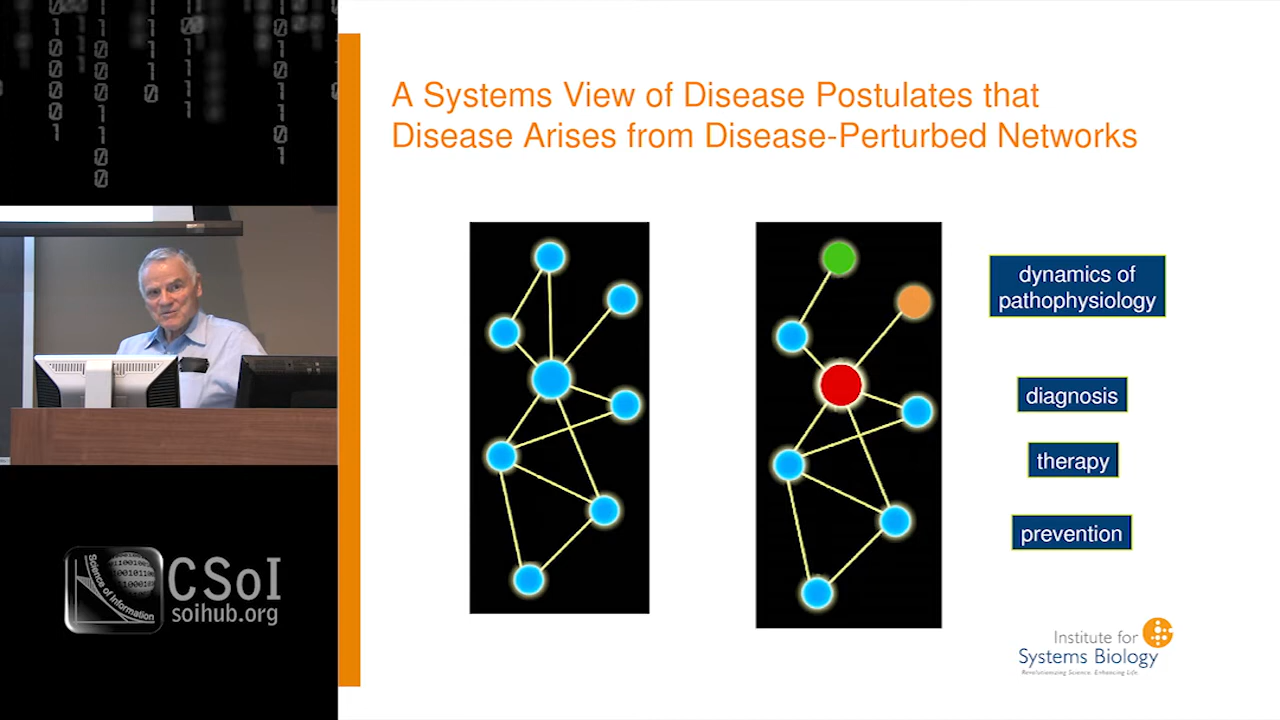 A Systems View of Disease Postulates that
Disease Arises from Disease-Perturbed Networks
dynamics of
pathophysiology
diagnosis
therapy
prevention
Institute for
Systems Biology
Revolutionizing Science. Enhancing Life.
Science of Information
CSoI
soihub.org